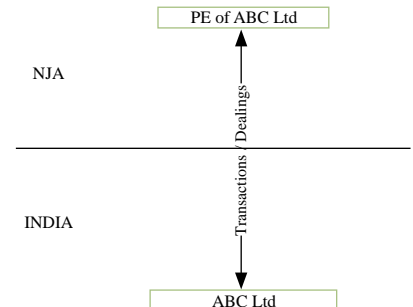 PE of ABC Ltd
NJA
Transactions / Dealings
INDIA
ABC Ltd